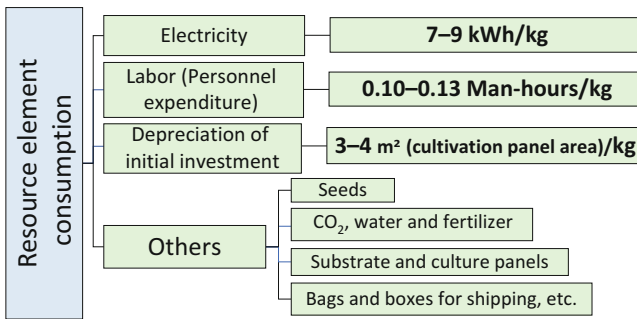 Resource element
consumption
Electricity
7–9 kWh/kg
Labor (Personnel
expenditure)
0.10–0.13 Man-hours/kg
Depreciation of
initial investment
3–4 m² (cultivation panel area)/kg
Others
Seeds
CO₂, water and fertilizer
Substrate and culture panels
Bags and boxes for shipping, etc.